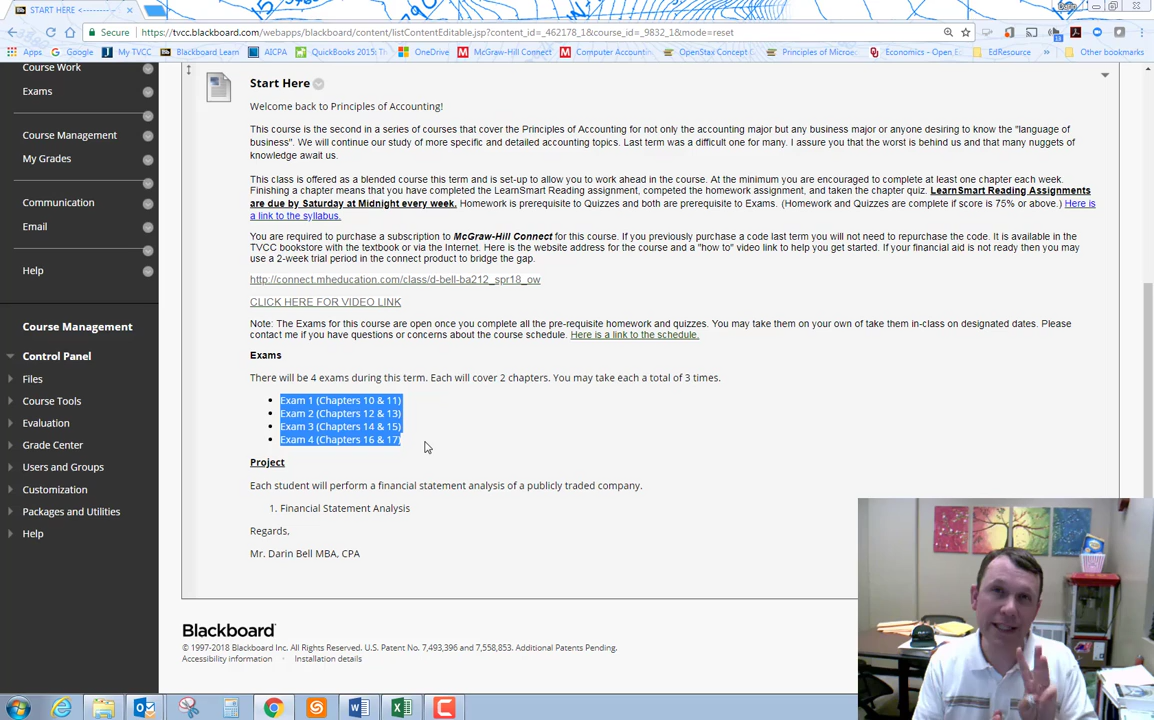 START HERE <----------
Secure
https://tvcc.blackboard.com/webapps/blackboard/content/listContentEditable.jsp?content_id=_462178_1&course_id=_9832_1&mode=reset
Apps Google My TVCC Blackboard Learn AICPA QuickBooks 2015: OneDrive McGraw-Hill Connect Computer Accountin OpenStax Concept Principles of Microe Economics - Open E EdResource Other bookmarks
Course Work
Exams
Course Management
My Grades
Communication
Email
Help
Course Management
Control Panel
Files
Course Tools
Evaluation
Grade Center
Users and Groups
Customization
Packages and Utilities
Help
Start Here
Welcome back to Principles of Accounting!
This course is the second in a series of courses that cover the Principles of Accounting for not only the accounting major but any business major or anyone desiring to know the "language of
business". We will continue our study of more specific and detailed accounting topics. Last term was a difficult one for many. I assure you that the worst is behind us and that many nuggets of
knowledge await us.
This class is offered as a blended course this term and is set-up to allow you to work ahead in the course. At the minimum you are encouraged to complete at least one chapter each week.
Finishing a chapter means that you have completed the LearnSmart Reading assignment, competed the homework assignment, and taken the chapter quiz. LearnSmart Reading Assignments
are due by Saturday at Midnight every week. Homework is prerequisite to Quizzes and both are prerequisite to Exams. (Homework and Quizzes are complete if score is 75% or above.) Here is
a link to the syllabus.
You are required to purchase a subscription to McGraw-Hill Connect for this course. If you previously purchase a code last term you will not need to repurchase the code. It is available in the
TVCC bookstore with the textbook or via the Internet. Here is the website address for the course and a "how to" video link to help you get started. If your financial aid is not ready then you may
use a 2-week trial period in the connect product to bridge the gap.
http://connect.mheducation.com/class/d-bell-ba212_spr18_ow
CLICK HERE FOR VIDEO LINK
Note: The Exams for this course are open once you complete all the pre-requisite homework and quizzes. You may take them on your own of take them in-class on designated dates. Please
contact me if you have questions or concerns about the course schedule. Here is a link to the schedule.
Exams
There will be 4 exams during this term. Each will cover 2 chapters. You may take each a total of 3 times.
• Exam 1 (Chapters 10 & 11)
• Exam 2 (Chapters 12 & 13)
• Exam 3 (Chapters 14 & 15)
• Exam 4 (Chapters 16 & 17)
Project
Each student will perform a financial statement analysis of a publicly traded company.
1. Financial Statement Analysis
Regards,
Mr. Darin Bell MBA, CPA
Blackboard
© 1997-2018 Blackboard Inc. All Rights Reserved. U.S. Patent No. 7,493,396 and 7,558,853. Additional Patents Pending.
Accessibility information · Installation details